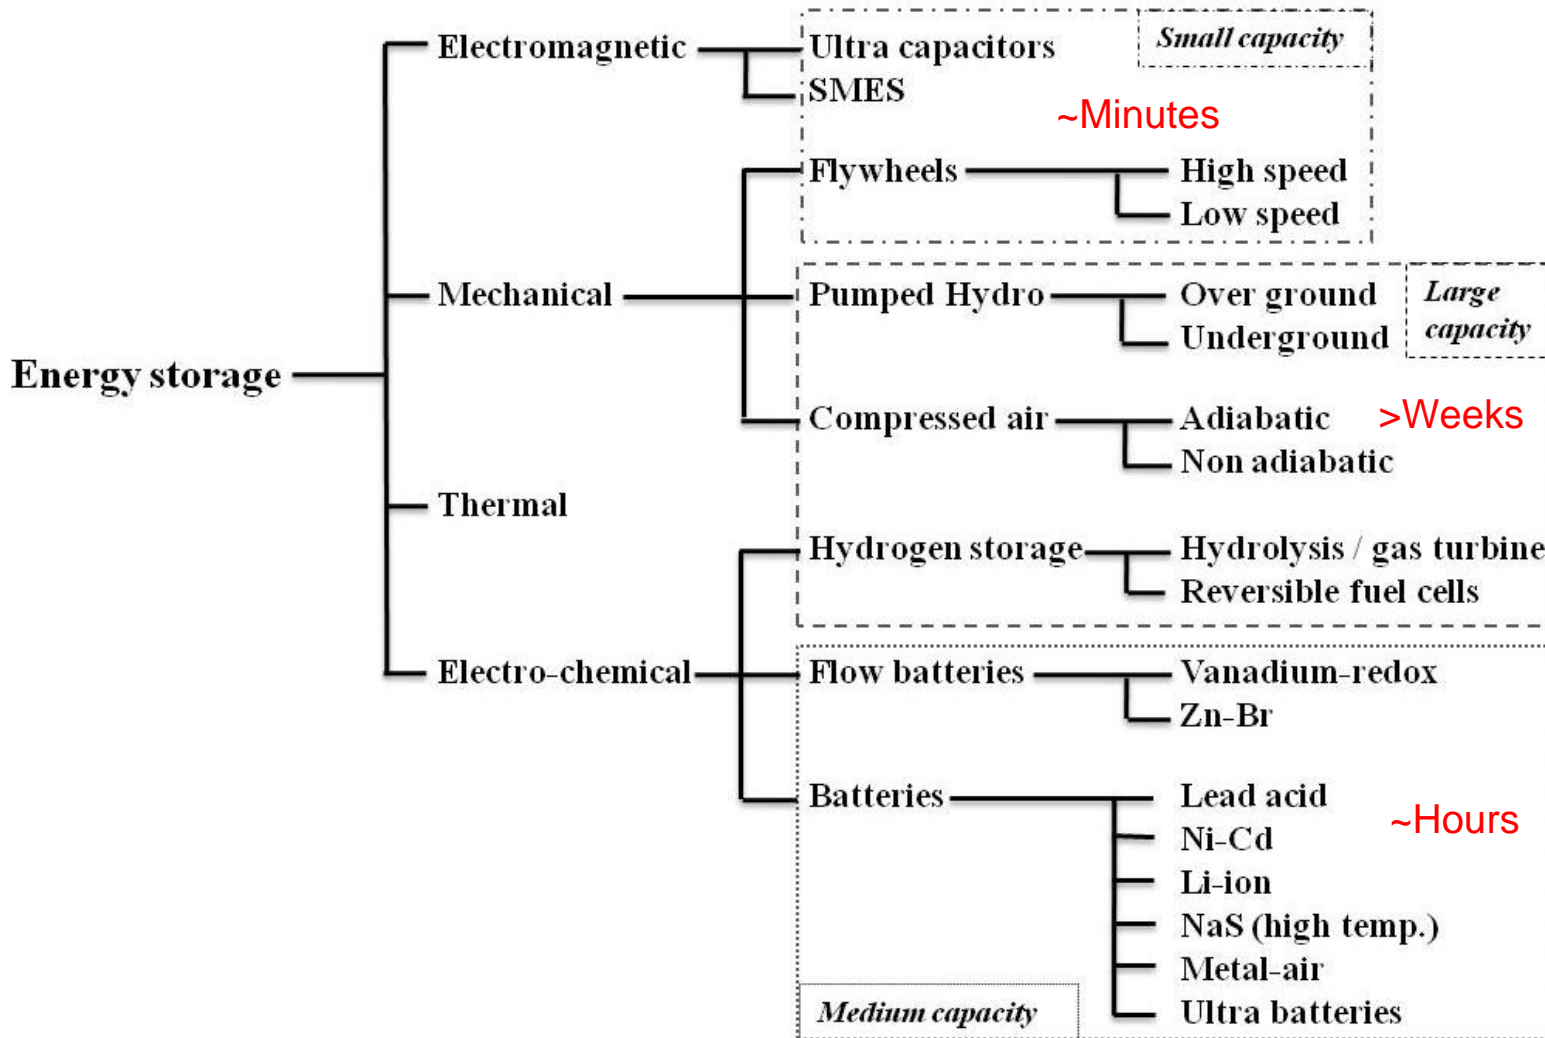 Electromagnetic
Ultra capacitors
Small capacity
SMES
~Minutes
Flywheels
High speed
Low speed
Mechanical
Pumped Hydro
Over ground
Underground
Large
capacity
Energy storage
Compressed air
Adiabatic
>Weeks
Non adiabatic
Thermal
Hydrogen storage
Hydrolysis / gas turbine
Reversible fuel cells
Electro-chemical
Flow batteries
Vanadium-redox
Zn-Br
Batteries
Lead acid
~Hours
Ni-Cd
Li-ion
NaS (high temp.)
Metal-air
Ultra batteries
Medium capacity